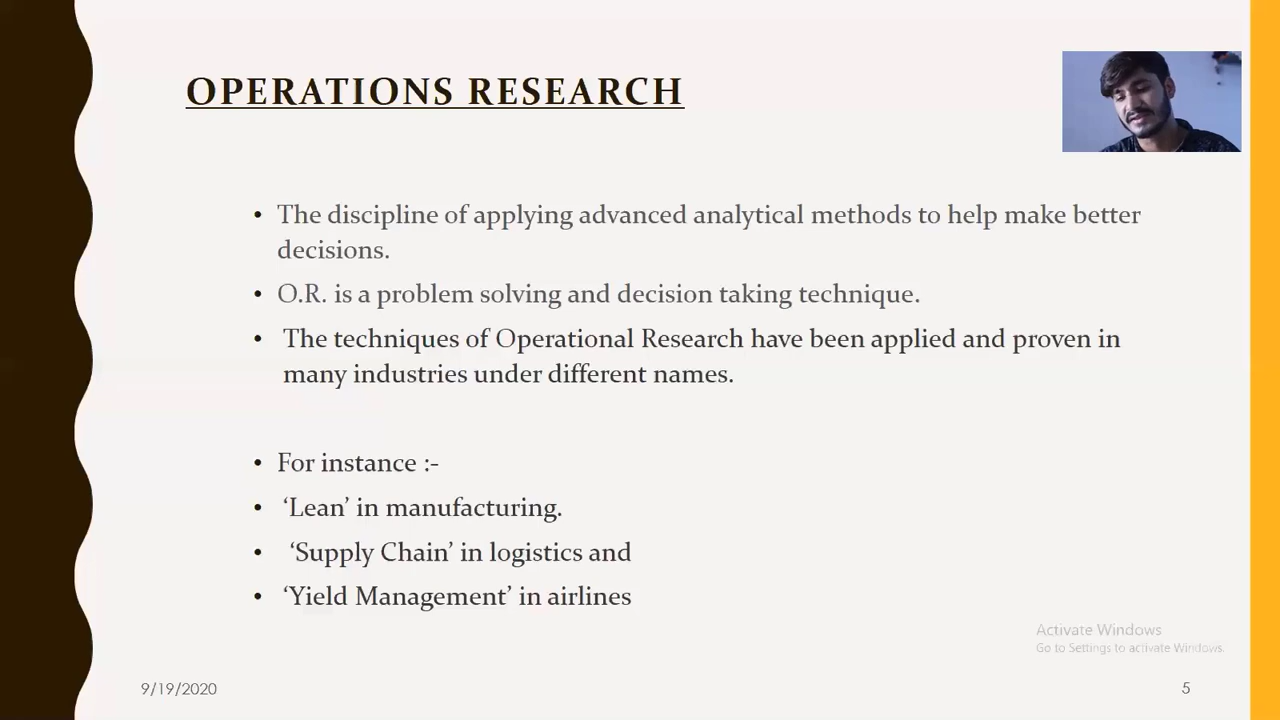 OPERATIONS RESEARCH
• The discipline of applying advanced analytical methods to help make better
decisions.
• O.R. is a problem solving and decision taking technique.
• The techniques of Operational Research have been applied and proven in
many industries under different names.
• For instance :-
• ‘Lean’ in manufacturing.
• ‘Supply Chain’ in logistics and
• ‘Yield Management’ in airlines
Activate Windows
Go to Settings to activate Windows.
9/19/2020
5